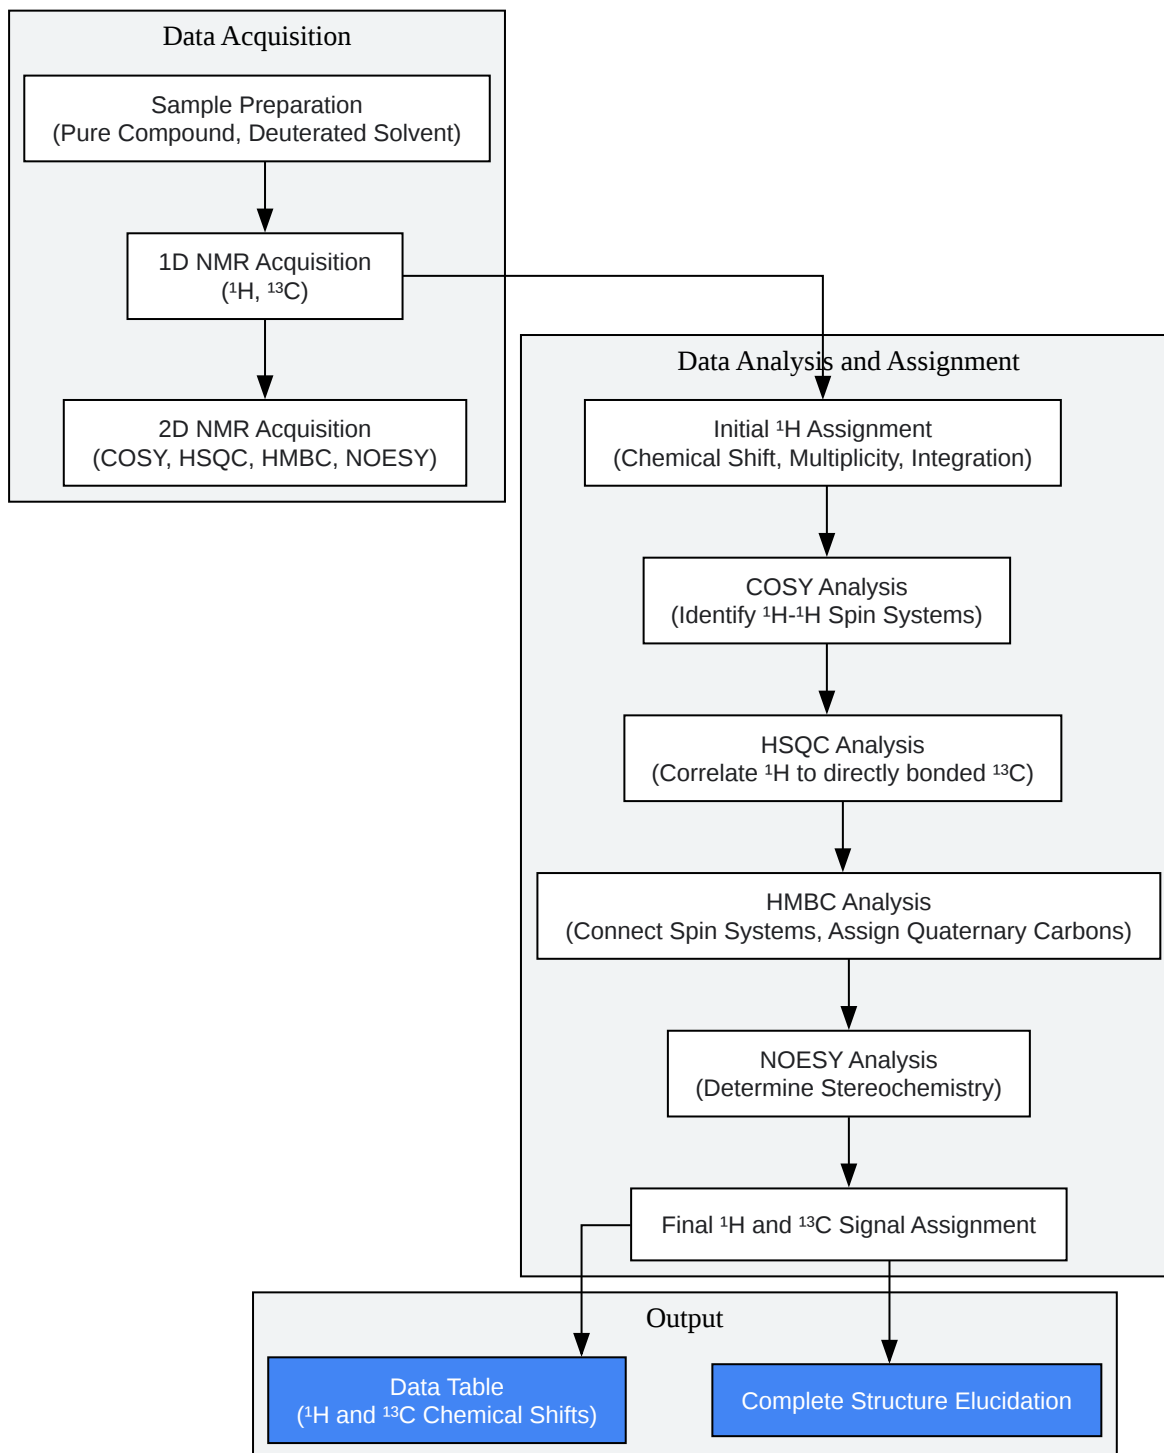 Data Acquisition
Sample Preparation
(Pure Compound, Deuterated Solvent)
1D NMR Acquisition
(¹H, ¹³C)
2D NMR Acquisition
(COSY, HSQC, HMBC, NOESY)
Data Analysis and Assignment
Initial ¹H Assignment
(Chemical Shift, Multiplicity, Integration)
COSY Analysis
(Identify ¹H-¹H Spin Systems)
HSQC Analysis
(Correlate ¹H to directly bonded ¹³C)
HMBC Analysis
(Connect Spin Systems, Assign Quaternary Carbons)
NOESY Analysis
(Determine Stereochemistry)
Final ¹H and ¹³C Signal Assignment
Output
Data Table
(¹H and ¹³C Chemical Shifts)
Complete Structure Elucidation